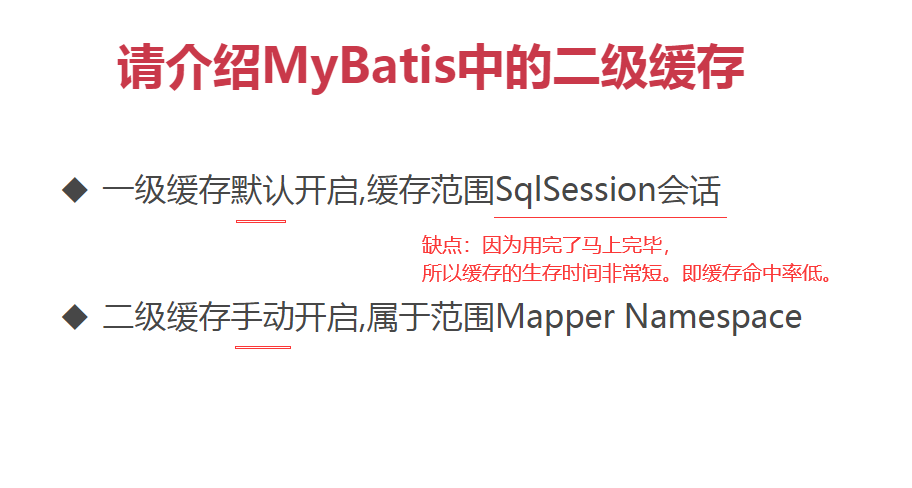 请介绍MyBatis中的二级缓存
一级缓存默认开启,缓存范围SqlSession会话
缺点：因为用完了马上完毕，
所以缓存的生存时间非常短。即缓存命中率低。
二级缓存手动开启,属于范围Mapper Namespace